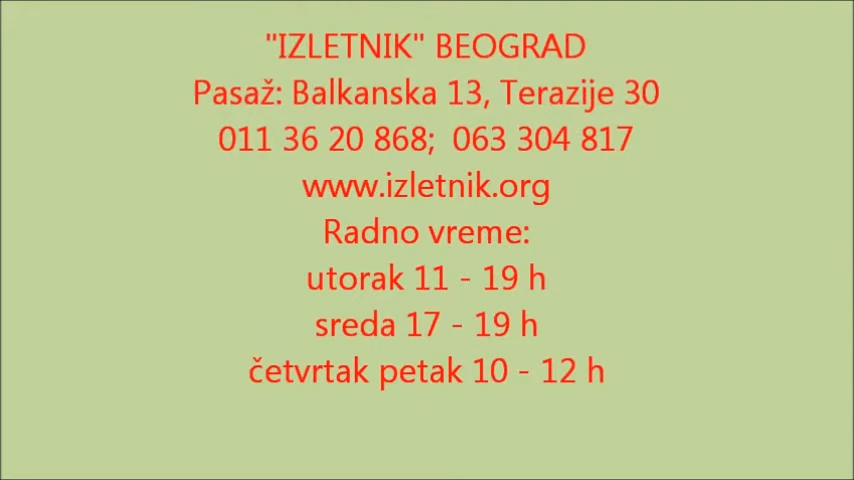 "IZLETNIK" BEOGRAD
Pasaž: Balkanska 13, Terazije 30
011 36 20 868;  063 304 817
www.izletnik.org
Radno vreme:
utorak 11 - 19 h
sreda 17 - 19 h
četvrtak petak 10 - 12 h